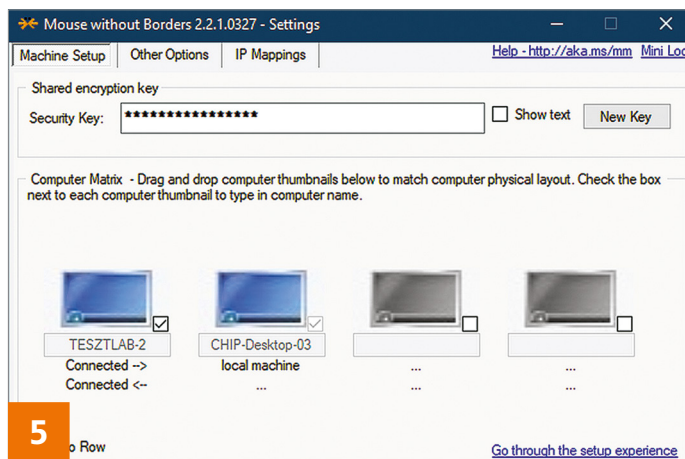 Mouse without Borders 2.2.1.0327 - Settings
Machine Setup Other Options IP Mappings Help - http://aka.ms/mm Mini
Shared encryption key
Security Key: ***************** Show text New Key
Computer Matrix - Drag and drop computer thumbnails below to match computer physical layout. Check the box
next to each computer thumbnail to type in computer name.
TESZTLAB-2 CHIP-Desktop-03
Connected --> local machine ... ...
Connected <-- ... ... ...
5
Row
Go through the setup experience